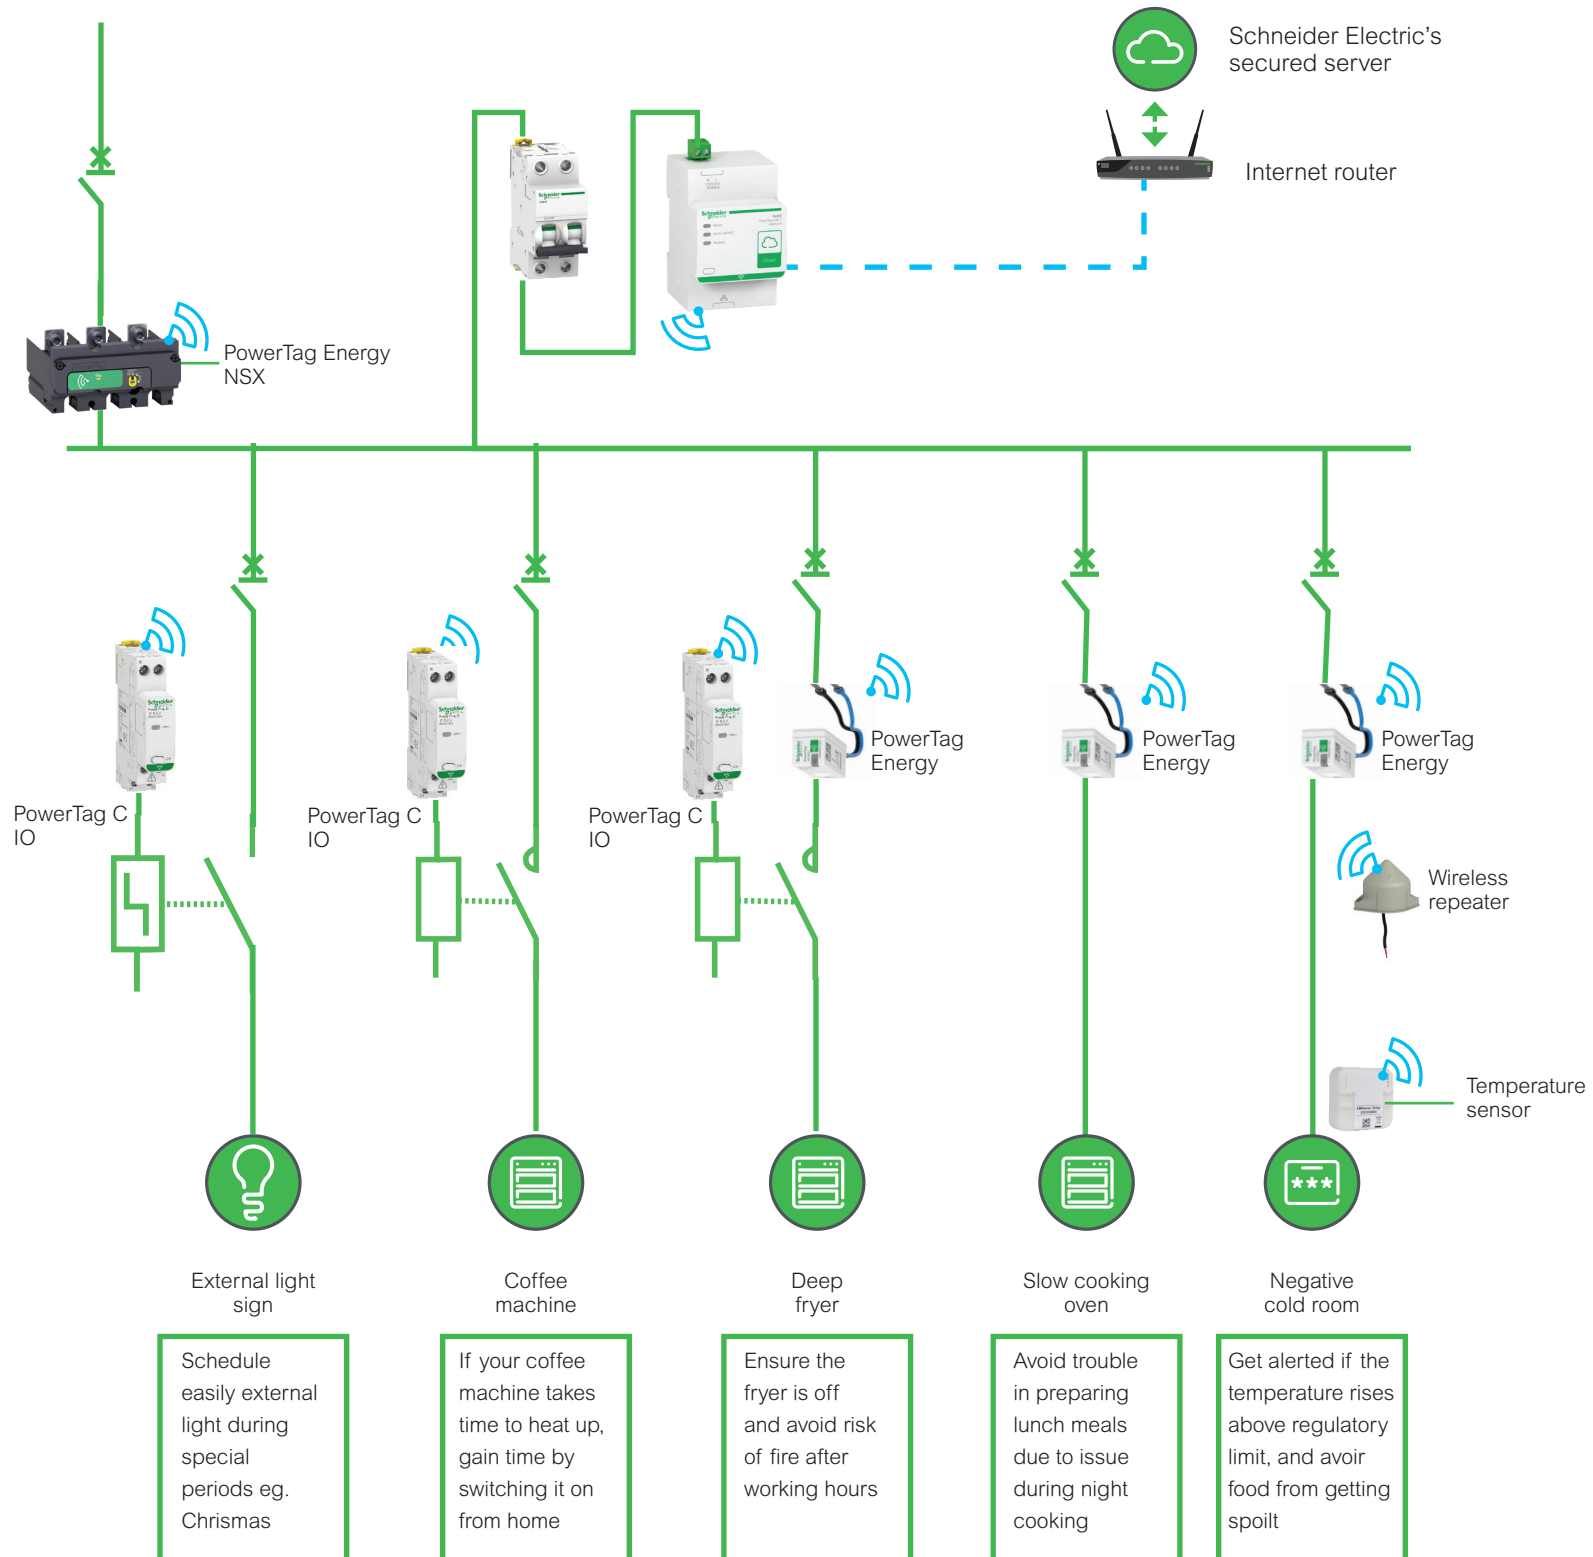 Schneider Electric's
secured server
Internet router
Schneider
Schneider
PowerTag Energy
NSX
Schneider
Schneider
Schneider
PowerTag
Energy
PowerTag
Energy
PowerTag
Energy
PowerTag C
IO
PowerTag C
IO
PowerTag C
IO
Wireless
repeater
Temperature
sensor
External light
sign
Coffee
machine
Deep
fryer
Slow cooking
oven
Negative
cold room
Schedule
easily external
light during
special
periods eg.
Chrismas
If your coffee
machine takes
time to heat up,
gain time by
switching it on
from home
Ensure the
fryer is off
and avoid risk
of fire after
working hours
Avoid trouble
in preparing
lunch meals
due to issue
during night
cooking
Get alerted if the
temperature rises
above regulatory
limit, and avoir
food from getting
spoilt